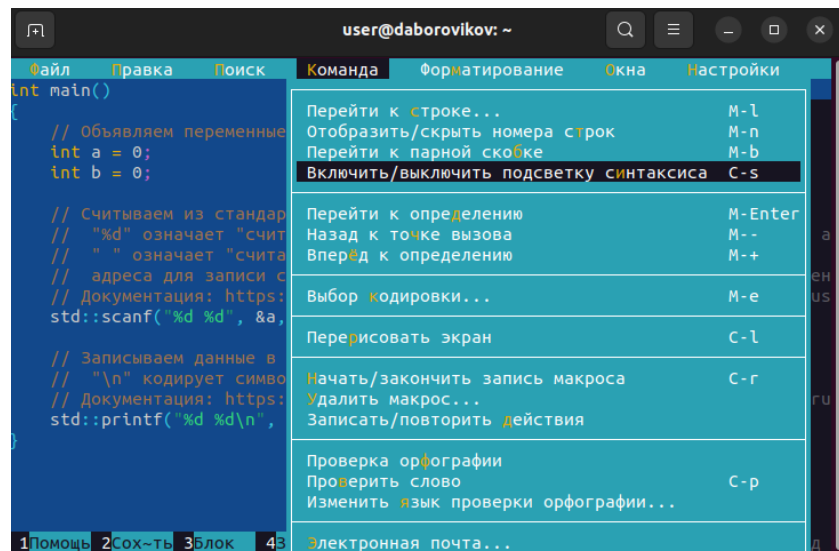 user@daborovikov: ~
Файл Правка Поиск Команда Форматирование Окна Настройки
int main()
{
// Объявляем переменные
int a = 0;
int b = 0;
// Считываем из стандар
// "%d" означает "счит
// " " означает "счита
// адреса для записи с
// Документация: https:
std::scanf("%d %d", &a,
// Записываем данные в
// "\n" кодирует симво
// Документация: https:
std::printf("%d %d\n",
}
Перейти к строке... M-l
Отобразить/скрыть номера строк M-n
Перейти к парной скобке M-b
Включить/выключить подсветку синтаксиса C-s
Перейти к определению M-Enter
Назад к точке вызова M--
Вперёд к определению M-+
Выбор кодировки... M-e
Перерисовать экран C-l
Начать/закончить запись макроса C-r
Удалить макрос...
Записать/повторить действия
Проверка орфографии
Проверить слово C-p
Изменить язык проверки орфографии...
Электронная почта...
а
ен
us
ru
д
1Помощь 2Сох~ть 3Блок 4З